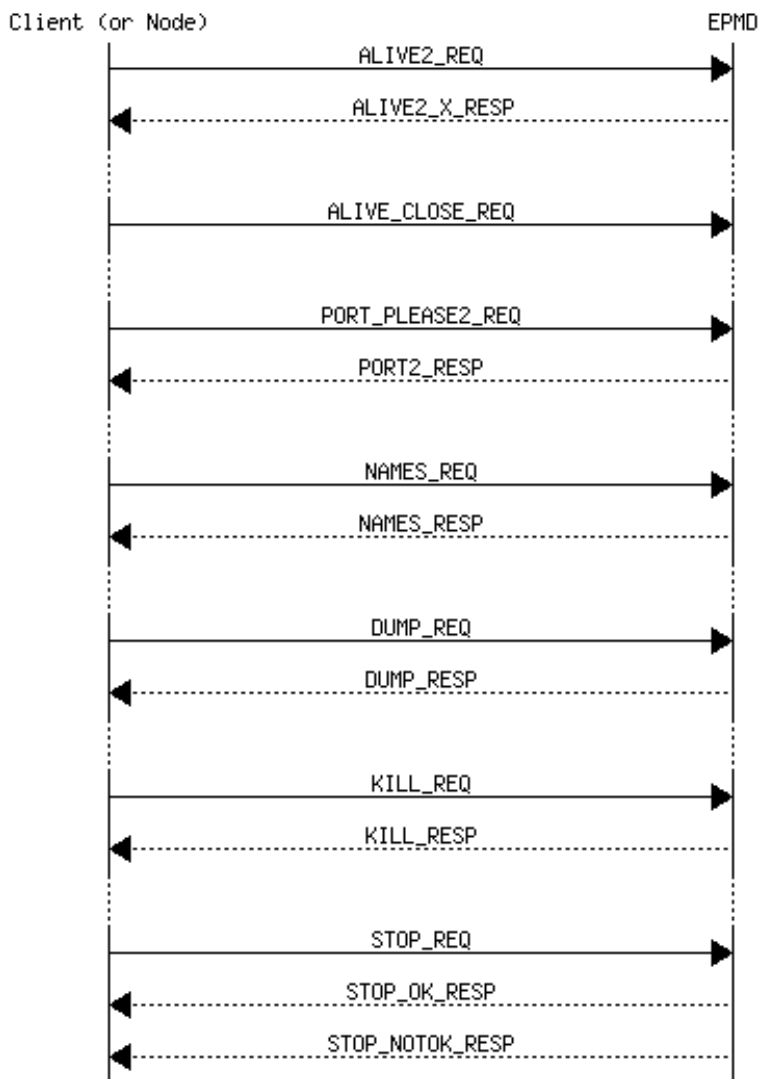 Client (or Node) EPMD
ALIVE2_REQ
ALIVE2_X_RESP
ALIVE_CLOSE_REQ
PORT_PLEASE2_REQ
PORT2_RESP
NAMES_REQ
NAMES_RESP
DUMP_REQ
DUMP_RESP
KILL_REQ
KILL_RESP
STOP_REQ
STOP_OK_RESP
STOP_NOTOK_RESP